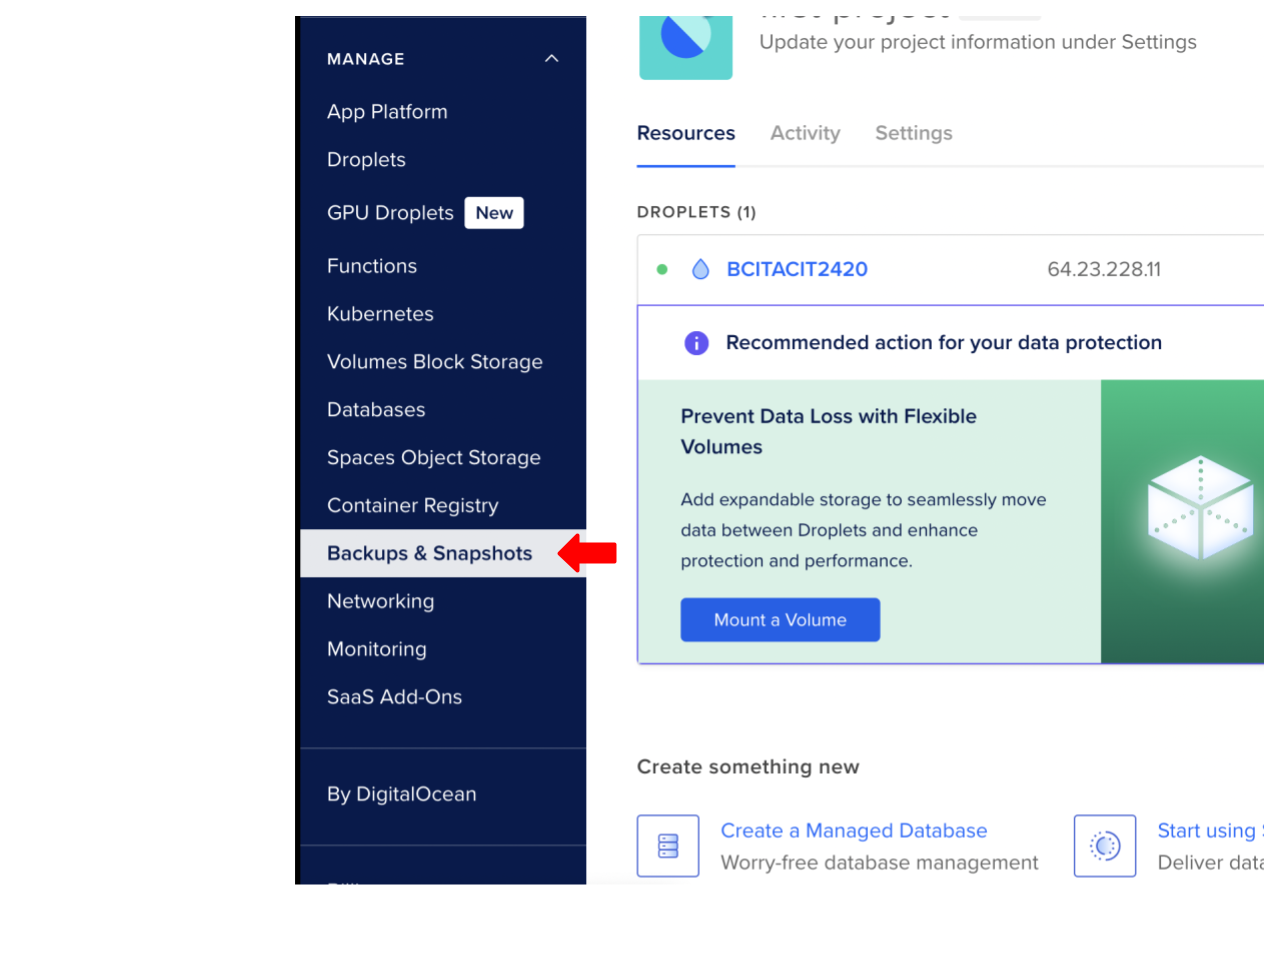 MANAGE
App Platform
Droplets
GPU Droplets New
Functions
Kubernetes
Volumes Block Storage
Databases
Spaces Object Storage
Container Registry
Backups & Snapshots
Networking
Monitoring
SaaS Add-Ons
By DigitalOcean
Update your project information under Settings
Resources Activity Settings
DROPLETS (1)
BCITACIT2420 64.23.228.11
Recommended action for your data protection
Prevent Data Loss with Flexible
Volumes
Add expandable storage to seamlessly move
data between Droplets and enhance
protection and performance.
Mount a Volume
Create something new
Create a Managed Database
Worry-free database management
Start using
Deliver